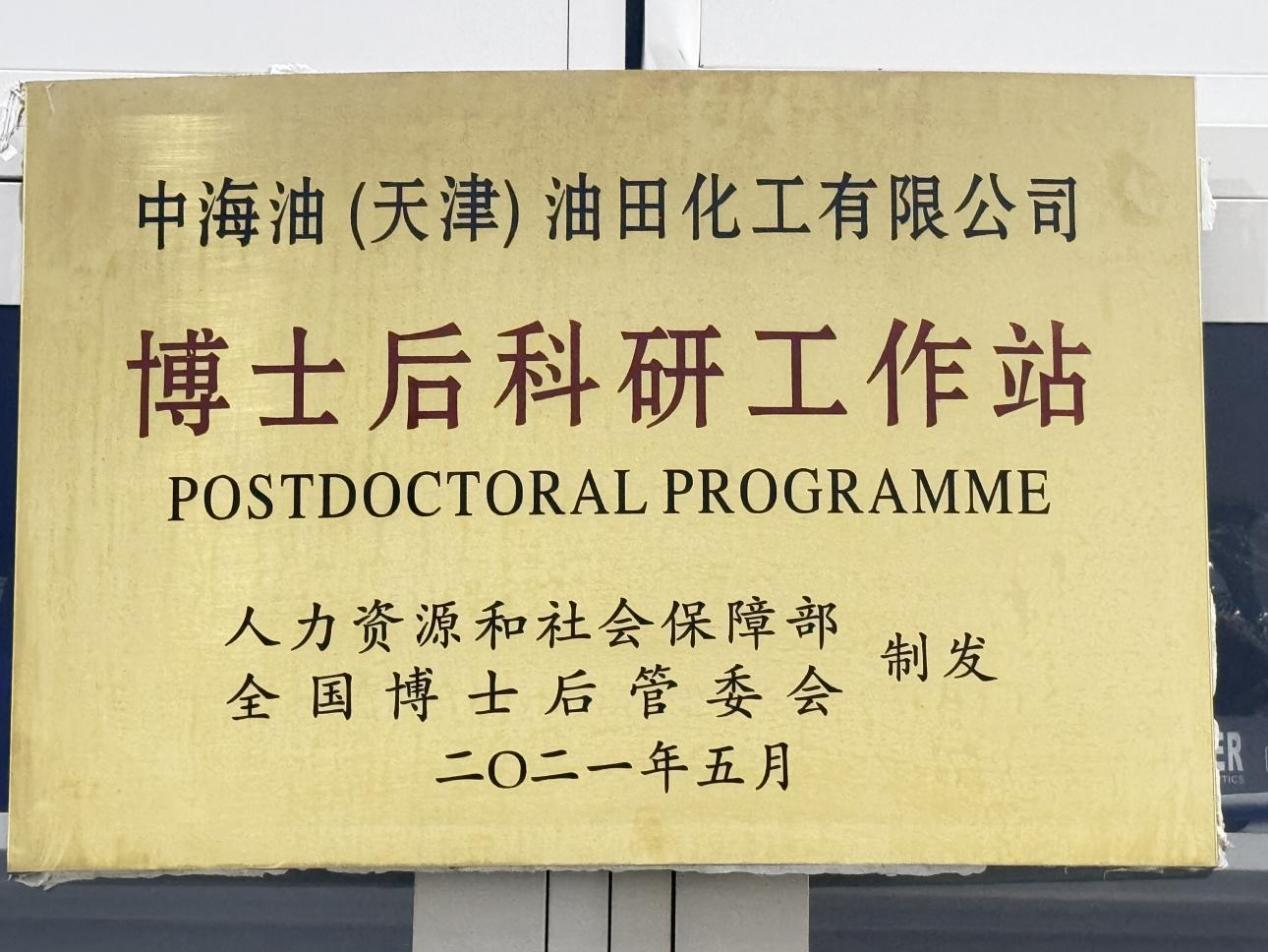 中海油(天津)油田化工有限公司
博士后科研工作站
POSTDOCTORAL PROGRAMME
人力资源和社会保障部
全国博士后管委会
制发
二〇二一年五月